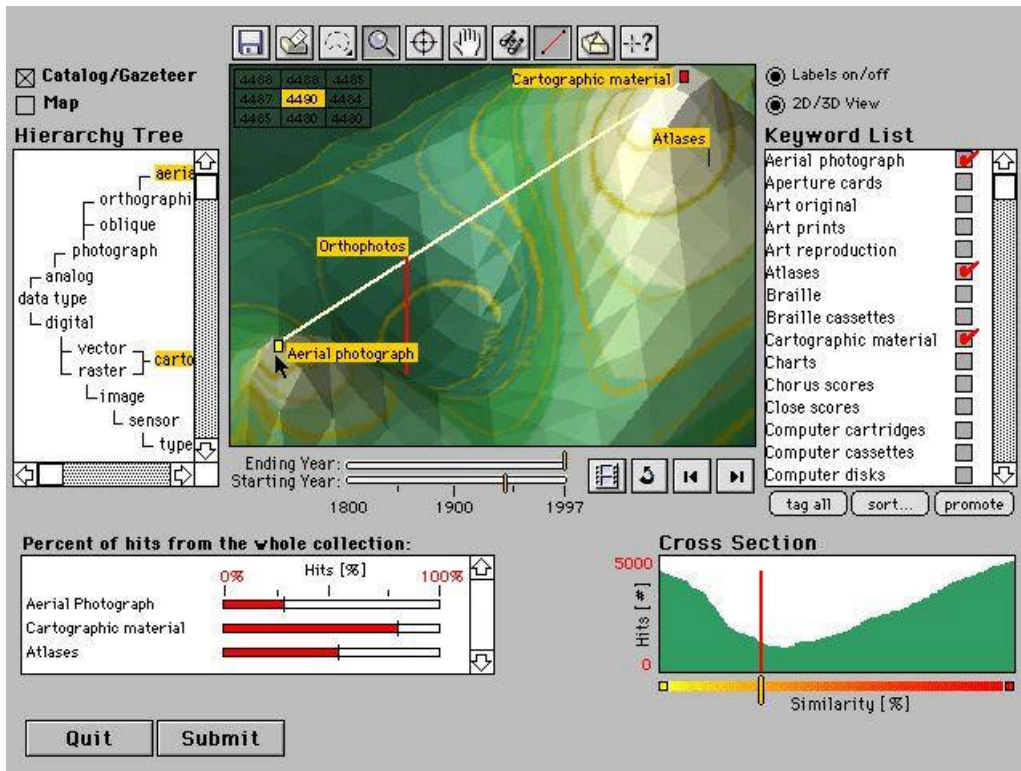 Catalog/Gazeteer
Map
Hierarchy Tree
aeria
orthographi
oblique
photograph
analog
data type
digital
vector
raster
carto
image
sensor
type
4487 4490 4484
4485 4480 4480
Cartographic material
Atlases
Orthophotos
Aerial photograph
?
Labels on/off
2D/3D View
Keyword List
Aerial photograph
Aperture cards
Art original
Art prints
Art reproduction
Atlases
Braille
Braille cassettes
Cartographic material
Charts
Chorus scores
Close scores
Computer cartridges
Computer cassettes
Computer disks
tag all sort... promote
Ending Year:
Starting Year:
1800 1900 1997
Percent of hits from the whole collection:
0% Hits [%] 100%
Aerial Photograph
Cartographic material
Atlases
Cross Section
5000
Hits [#]
0
Similarity [%]
Quit Submit